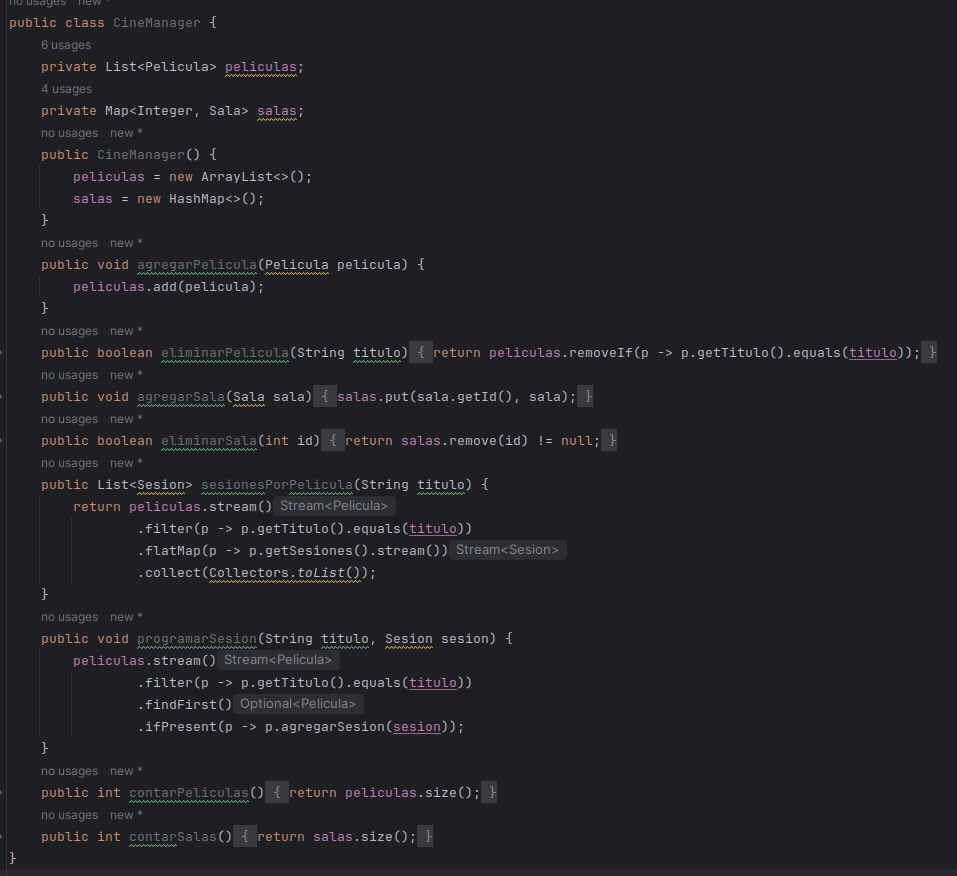 no usages   new *
public class CineManager {
    6 usages
    private List<Pelicula> peliculas;
    4 usages
    private Map<Integer, Sala> salas;
    no usages   new *
    public CineManager() {
        peliculas = new ArrayList<>();
        salas = new HashMap<>();
    }
    no usages   new *
    public void agregarPelicula(Pelicula pelicula) {
        peliculas.add(pelicula);
    }
    no usages   new *
    public boolean eliminarPelicula(String titulo) { return peliculas.removeIf(p -> p.getTitulo().equals(titulo)); }
    no usages   new *
    public void agregarSala(Sala sala) { salas.put(sala.getId(), sala); }
    no usages   new *
    public boolean eliminarSala(int id) { return salas.remove(id) != null; }
    no usages   new *
    public List<Sesion> sesionesPorPelicula(String titulo) {
        return peliculas.stream() Stream<Pelicula>
                .filter(p -> p.getTitulo().equals(titulo))
                .flatMap(p -> p.getSesiones().stream()) Stream<Sesion>
                .collect(Collectors.toList());
    }
    no usages   new *
    public void programarSesion(String titulo, Sesion sesion) {
        peliculas.stream() Stream<Pelicula>
                .filter(p -> p.getTitulo().equals(titulo))
                .findFirst() Optional<Pelicula>
                .ifPresent(p -> p.agregarSesion(sesion));
    }
    no usages   new *
    public int contarPeliculas() { return peliculas.size(); }
    no usages   new *
    public int contarSalas() { return salas.size(); }
}